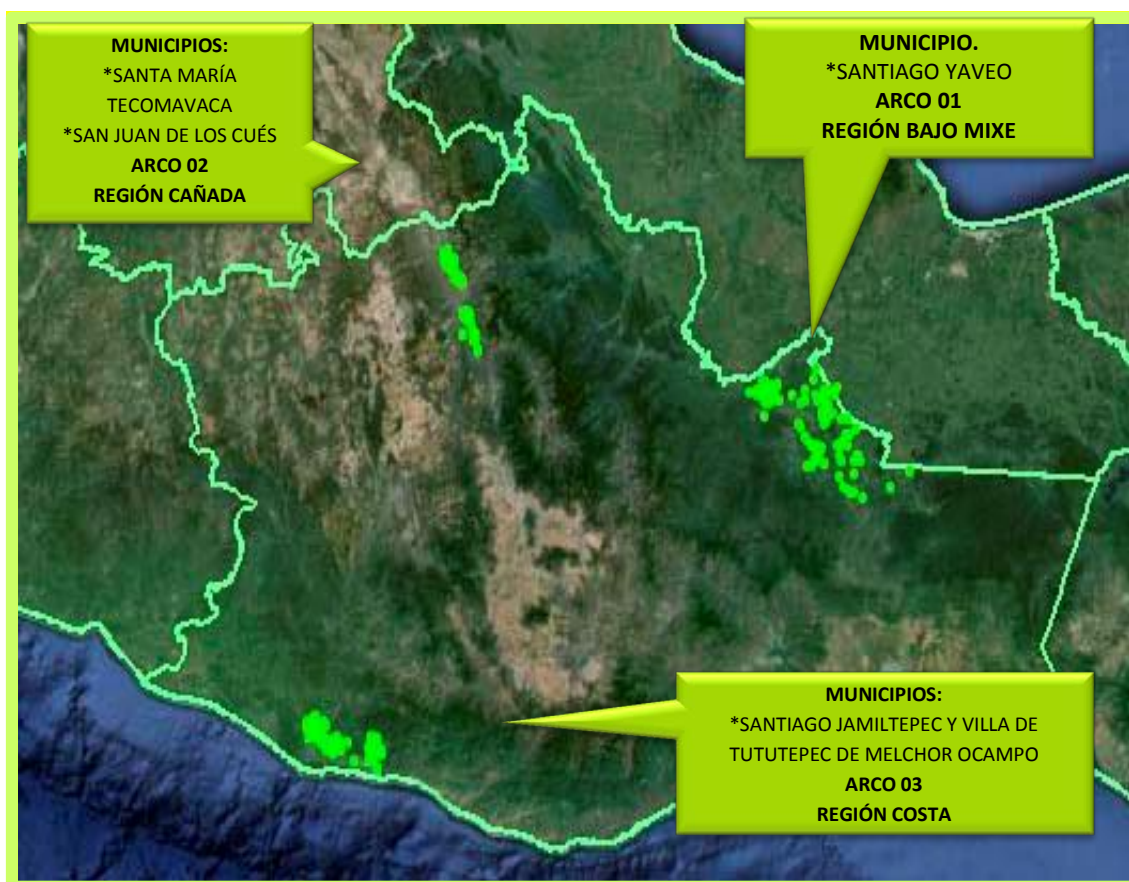 MUNICIPIOS:
*SANTA MARÍA
TECOMAVACA
*SAN JUAN DE LOS CUÉS
ARCO 02
REGIÓN CAÑADA
MUNICIPIO.
*SANTIAGO YAVEO
ARCO 01
REGIÓN BAJO MIXE
MUNICIPIOS:
*SANTIAGO JAMILTEPEC Y VILLA DE
TUTUTEPEC DE MELCHOR OCAMPO
ARCO 03
REGIÓN COSTA